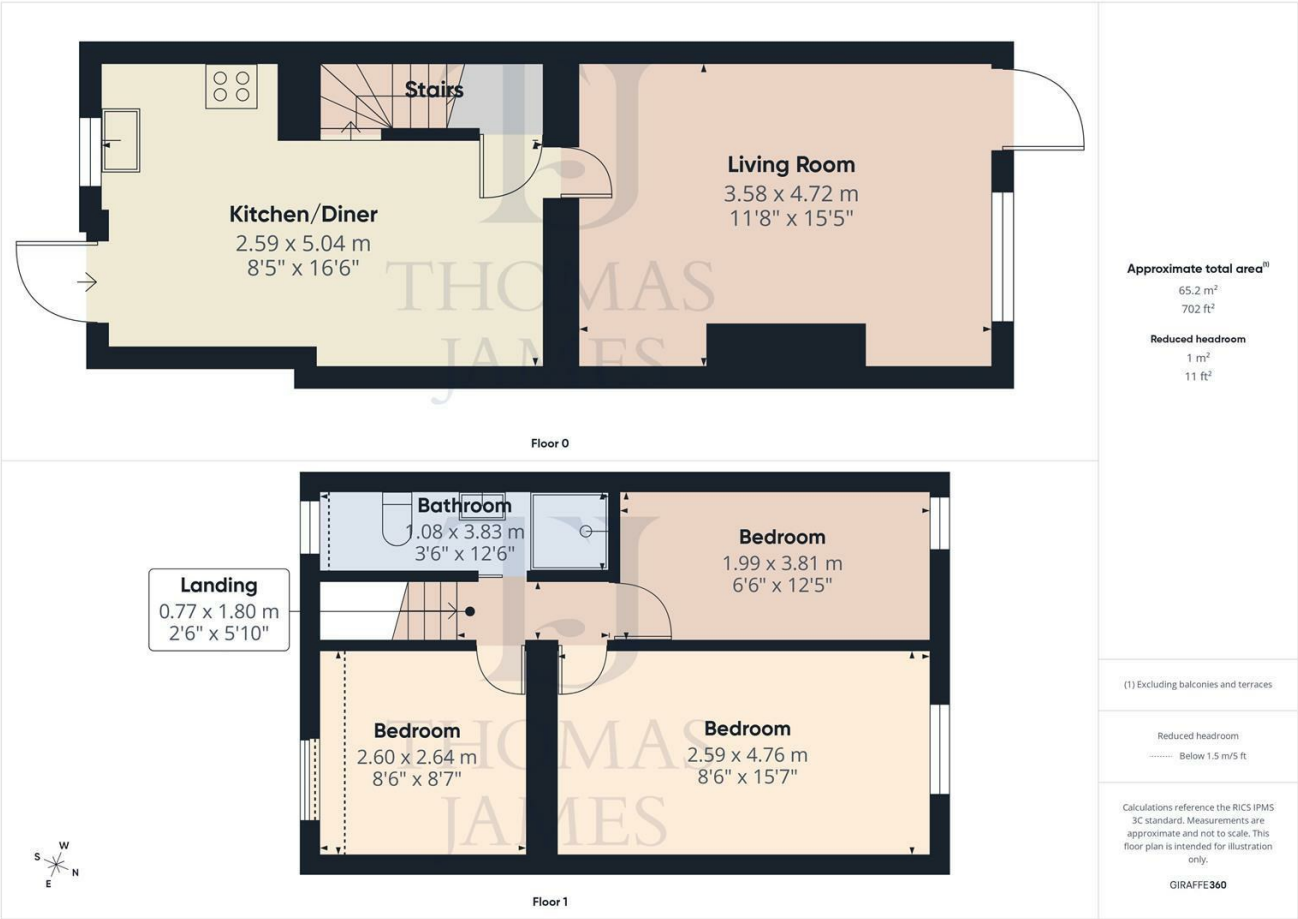 Stairs
Living Room
3.58 x 4.72 m
11'8" x 15'5"
Kitchen/Diner
2.59 x 5.04 m
8'5" x 16'6"
TJ
THOMAS
JAMES
Floor 0
Approximate total area⁽¹⁾
65.2 m²
702 ft²
Reduced headroom
1 m²
11 ft²
Bathroom
1.08 x 3.83 m
3'6" x 12'6"
Bedroom
1.99 x 3.81 m
6'6" x 12'5"
Landing
0.77 x 1.80 m
2'6" x 5'10"
Bedroom
2.60 x 2.64 m
8'6" x 8'7"
Bedroom
2.59 x 4.76 m
8'6" x 15'7"
TJ
THOMAS
JAMES
W
S
N
E
Floor 1
(1) Excluding balconies and terraces
Reduced headroom
Below 1.5 m/5 ft
Calculations reference the RICS IPMS
3C standard. Measurements are
approximate and not to scale. This
floor plan is intended for illustration
only.
GIRAFFE360